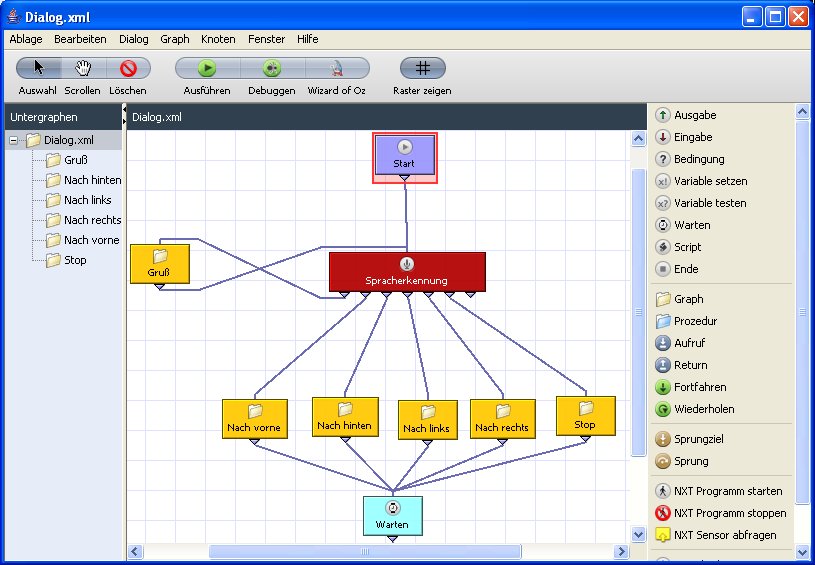 Dialog.xml
Ablage Bearbeiten Dialog Graph Knoten Fenster Hilfe
Auswahl Scrollen Löschen Ausführen Debuggen Wizard of Oz Raster zeigen
Untergraphen
Dialog.xml
Gruß
Nach hinten
Nach links
Nach rechts
Nach vorne
Stop
Dialog.xml
Start
Gruß
Spracherkennung
Nach vorne
Nach hinten
Nach links
Nach rechts
Stop
Warten
Ausgabe
Eingabe
? Bedingung
x! Variable setzen
x? Variable testen
Warten
Script
Ende
Graph
Prozedur
Aufruf
Return
Fortfahren
Wiederholen
Sprungziel
Sprung
NXT Programm starten
NXT Programm stoppen
NXT Sensor abfragen